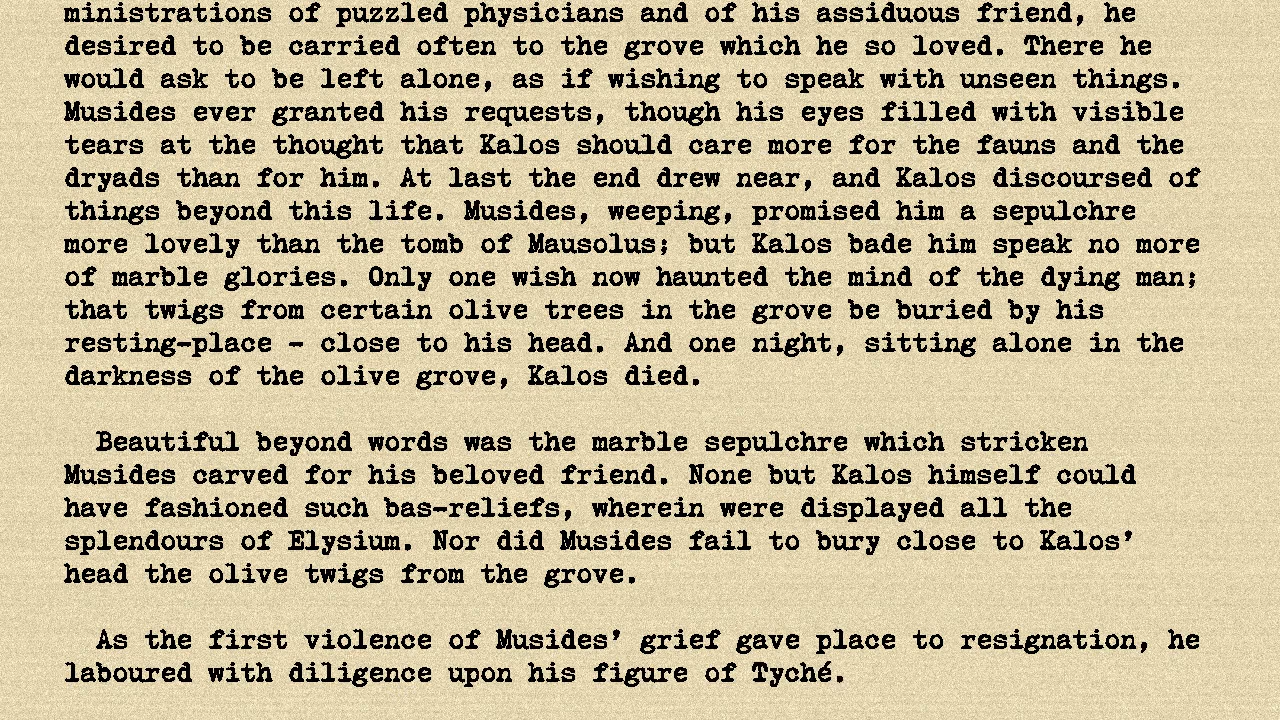 ministrations of puzzled physicians and of his assiduous friend, he
desired to be carried often to the grove which he so loved. There he
would ask to be left alone, as if wishing to speak with unseen things.
Musides ever granted his requests, though his eyes filled with visible
tears at the thought that Kalos should care more for the fauns and the
dryads than for him. At last the end drew near, and Kalos discoursed of
things beyond this life. Musides, weeping, promised him a sepulchre
more lovely than the tomb of Mausolus; but Kalos bade him speak no more
of marble glories. Only one wish now haunted the mind of the dying man;
that twigs from certain olive trees in the grove be buried by his
resting-place - close to his head. And one night, sitting alone in the
darkness of the olive grove, Kalos died.
Beautiful beyond words was the marble sepulchre which stricken
Musides carved for his beloved friend. None but Kalos himself could
have fashioned such bas-reliefs, wherein were displayed all the
splendours of Elysium. Nor did Musides fail to bury close to Kalos’
head the olive twigs from the grove.
As the first violence of Musides’ grief gave place to resignation, he
laboured with diligence upon his figure of Tyché.